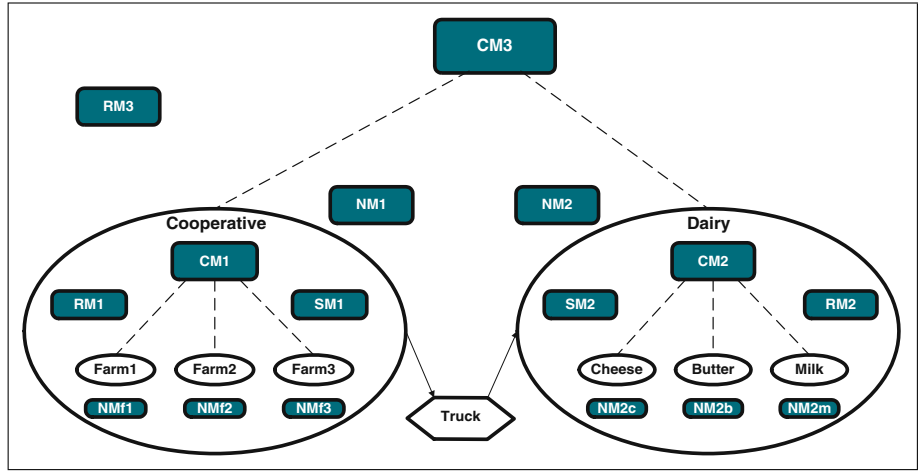 CM3
RM3
NM1
NM2
Cooperative
CM1
RM1
SM1
Farm1
Farm2
Farm3
NMf1
NMf2
NMf3
Truck
Dairy
CM2
SM2
RM2
Cheese
Butter
Milk
NM2c
NM2b
NM2m